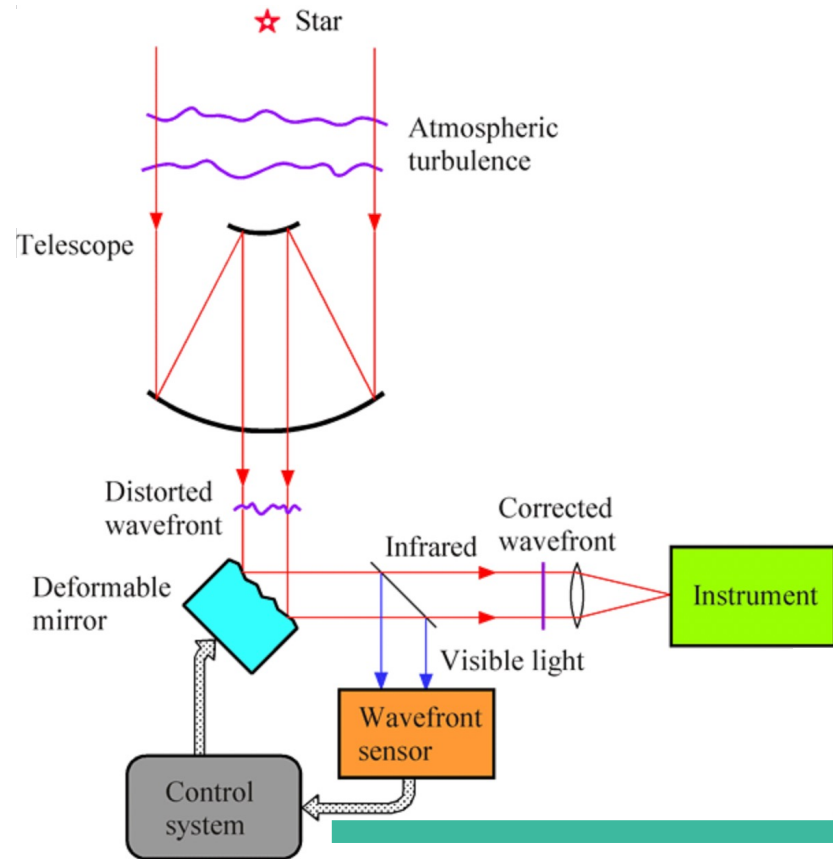 Star
Atmospheric
turbulence
Telescope
Distorted
wavefront
Infrared
Corrected
wavefront
Deformable
mirror
Instrument
Visible light
Wavefront
sensor
Control
system